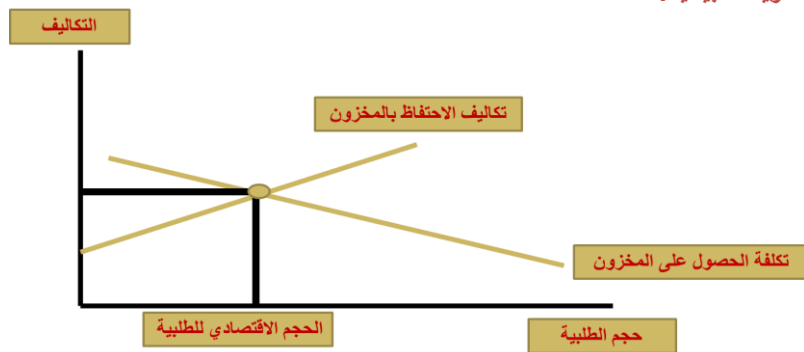 التكاليف
تكاليف الاحتفاظ بالمخزون
تكلفة الحصول على المخزون
الحجم الاقتصادي للطلبية
حجم الطلبية